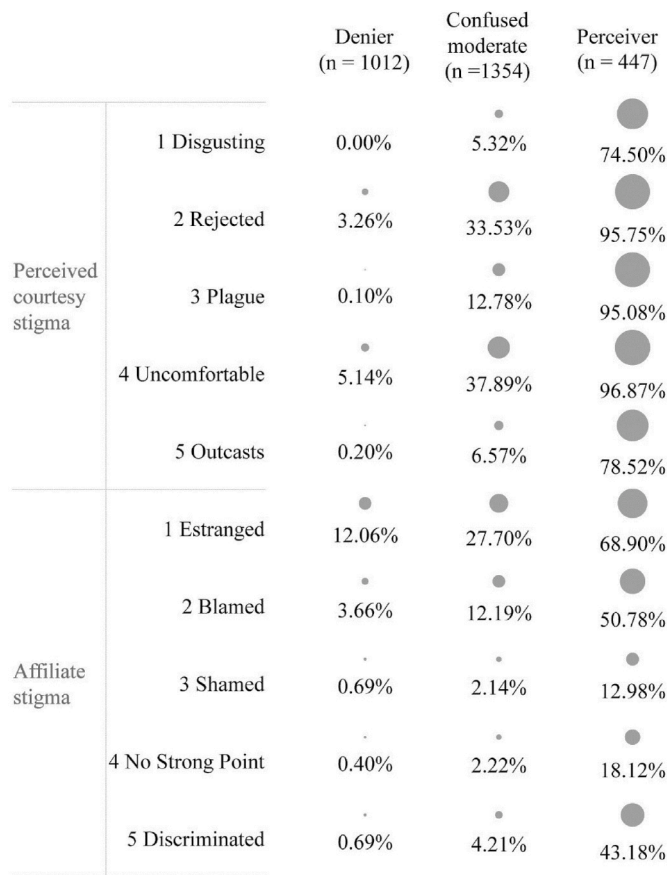 Denier
(n = 1012)
Confused
moderate
(n =1354)
Perceiver
(n = 447)
Perceived
courtesy
stigma
1 Disgusting 0.00% 5.32% 74.50%
2 Rejected 3.26% 33.53% 95.75%
3 Plague 0.10% 12.78% 95.08%
4 Uncomfortable 5.14% 37.89% 96.87%
5 Outcasts 0.20% 6.57% 78.52%
Affiliate
stigma
1 Estranged 12.06% 27.70% 68.90%
2 Blamed 3.66% 12.19% 50.78%
3 Shamed 0.69% 2.14% 12.98%
4 No Strong Point 0.40% 2.22% 18.12%
5 Discriminated 0.69% 4.21% 43.18%